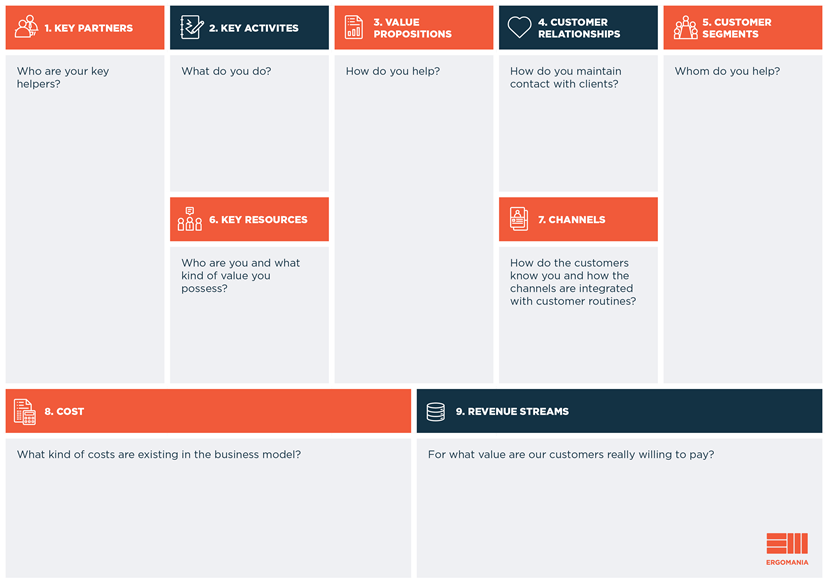 1. KEY PARTNERS
Who are your key
helpers?
2. KEY ACTIVITES
What do you do?
3. VALUE
PROPOSITIONS
How do you help?
4. CUSTOMER
RELATIONSHIPS
How do you maintain
contact with clients?
5. CUSTOMER
SEGMENTS
Whom do you help?
6. KEY RESOURCES
Who are you and what
kind of value you
possess?
7. CHANNELS
How do the customers
know you and how the
channels are integrated
with customer routines?
8. COST
What kind of costs are existing in the business model?
9. REVENUE STREAMS
For what value are our customers really willing to pay?
ERGOMANIA